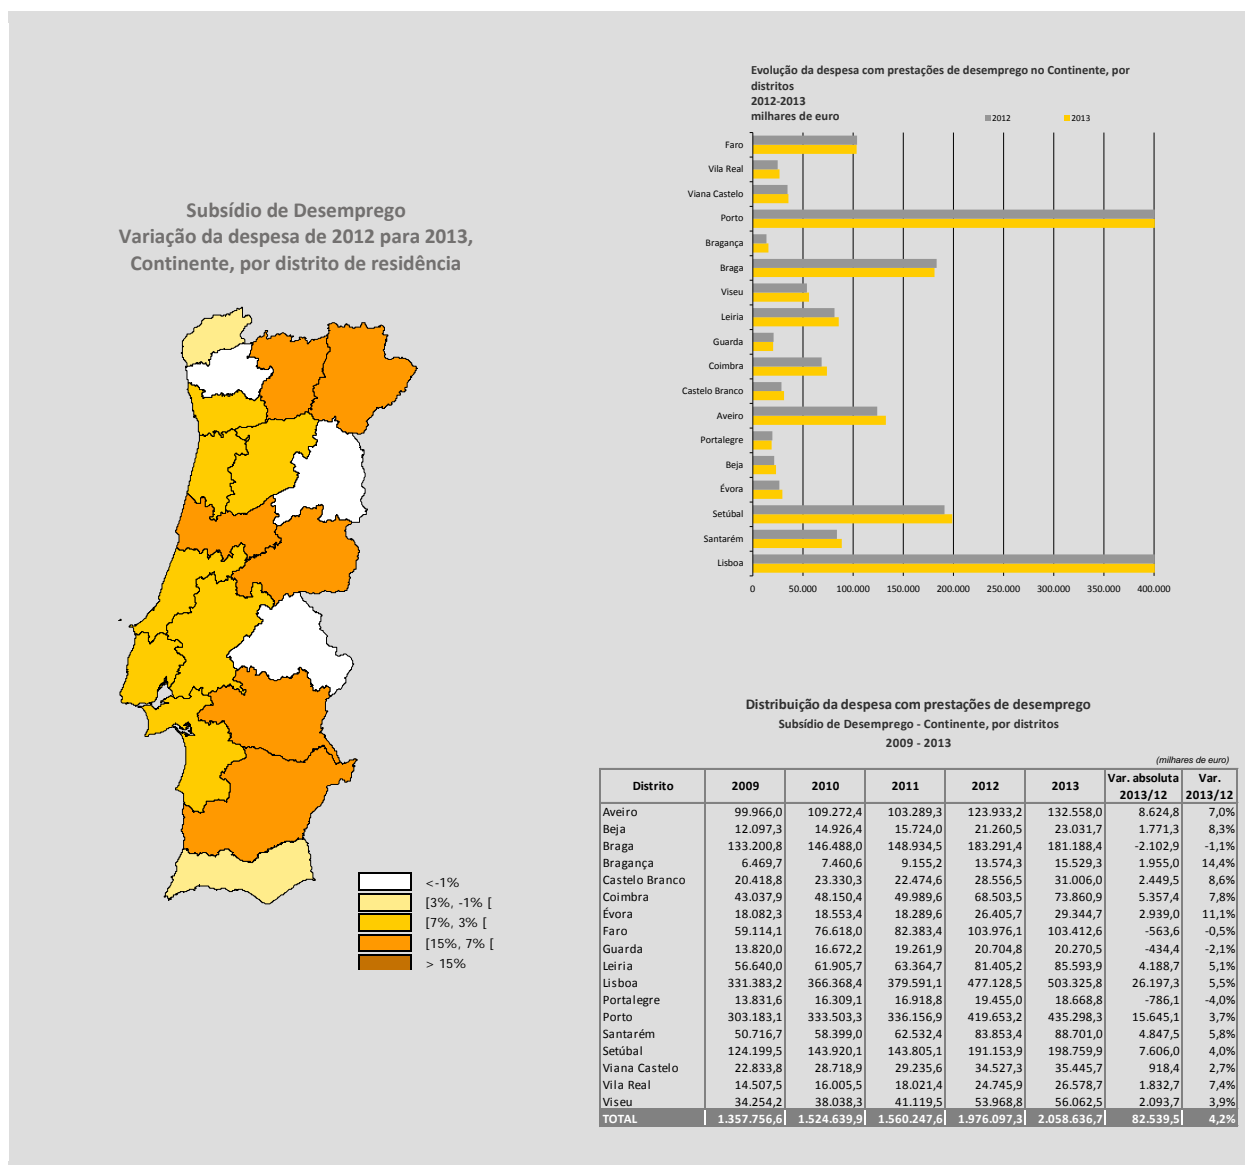 Evolução da despesa com prestações de desemprego no Continente, por
distritos
2012-2013
milhares de euro
2012 2013
Faro
Vila Real
Viana Castelo
Porto
Bragança
Braga
Viseu
Leiria
Guarda
Coimbra
Castelo Branco
Aveiro
Portalegre
Beja
Évora
Setúbal
Santarém
Lisboa
0 50.000 100.000 150.000 200.000 250.000 300.000 350.000 400.000
Subsídio de Desemprego
Variação da despesa de 2012 para 2013,
Continente, por distrito de residência
<-1%
[3%, -1% [
[7%, 3% [
[15%, 7% [
> 15%
Distribuição da despesa com prestações de desemprego
Subsídio de Desemprego - Continente, por distritos
2009 - 2013
(milhares de euro)
Distrito 2009 2010 2011 2012 2013 Var. absoluta 2013/12 Var. 2013/12
Aveiro 99.966,0 109.272,4 103.289,3 123.933,2 132.558,0 8.624,8 7,0%
Beja 12.097,3 14.926,4 15.724,0 21.260,5 23.031,7 1.771,3 8,3%
Braga 133.200,8 146.488,0 148.934,5 183.291,4 181.188,4 -2.102,9 -1,1%
Bragança 6.469,7 7.460,6 9.155,2 13.574,3 15.529,3 1.955,0 14,4%
Castelo Branco 20.418,8 23.330,3 22.474,6 28.556,5 31.006,0 2.449,5 8,6%
Coimbra 43.037,9 48.150,4 49.989,6 68.503,5 73.860,9 5.357,4 7,8%
Évora 18.082,3 18.553,4 18.289,6 26.405,7 29.344,7 2.939,0 11,1%
Faro 59.114,1 76.618,0 82.383,4 103.976,1 103.412,6 -563,6 -0,5%
Guarda 13.820,0 16.672,2 19.261,9 20.704,8 20.270,5 -434,4 -2,1%
Leiria 56.640,0 61.905,7 63.364,7 81.405,2 85.593,9 4.188,7 5,1%
Lisboa 331.383,2 366.368,4 379.591,1 477.128,5 503.325,8 26.197,3 5,5%
Portalegre 13.831,6 16.309,1 16.918,8 19.455,0 18.668,8 -786,1 -4,0%
Porto 303.183,1 333.503,3 336.156,9 419.653,2 435.298,3 15.645,1 3,7%
Santarém 50.716,7 58.399,0 62.532,4 83.853,4 88.701,0 4.847,5 5,8%
Setúbal 124.199,5 143.920,1 143.805,1 191.153,9 198.759,9 7.606,0 4,0%
Viana Castelo 22.833,8 28.718,9 29.235,6 34.527,3 35.445,7 918,4 2,7%
Vila Real 14.507,5 16.005,5 18.021,4 24.745,9 26.578,7 1.832,7 7,4%
Viseu 34.254,2 38.038,3 41.119,5 53.968,8 56.062,5 2.093,7 3,9%
TOTAL 1.357.756,6 1.524.639,9 1.560.247,6 1.976.097,3 2.058.636,7 82.539,5 4,2%